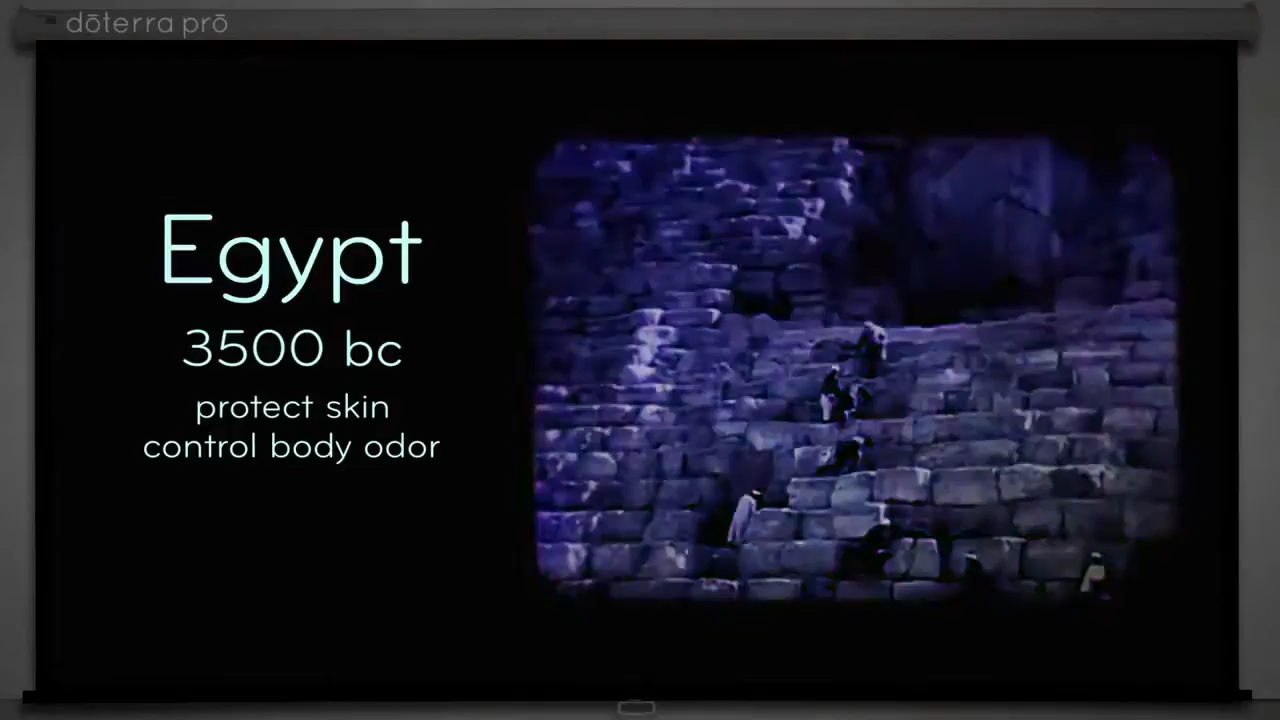 dōterra prō
Egypt
3500 bc
protect skin
control body odor